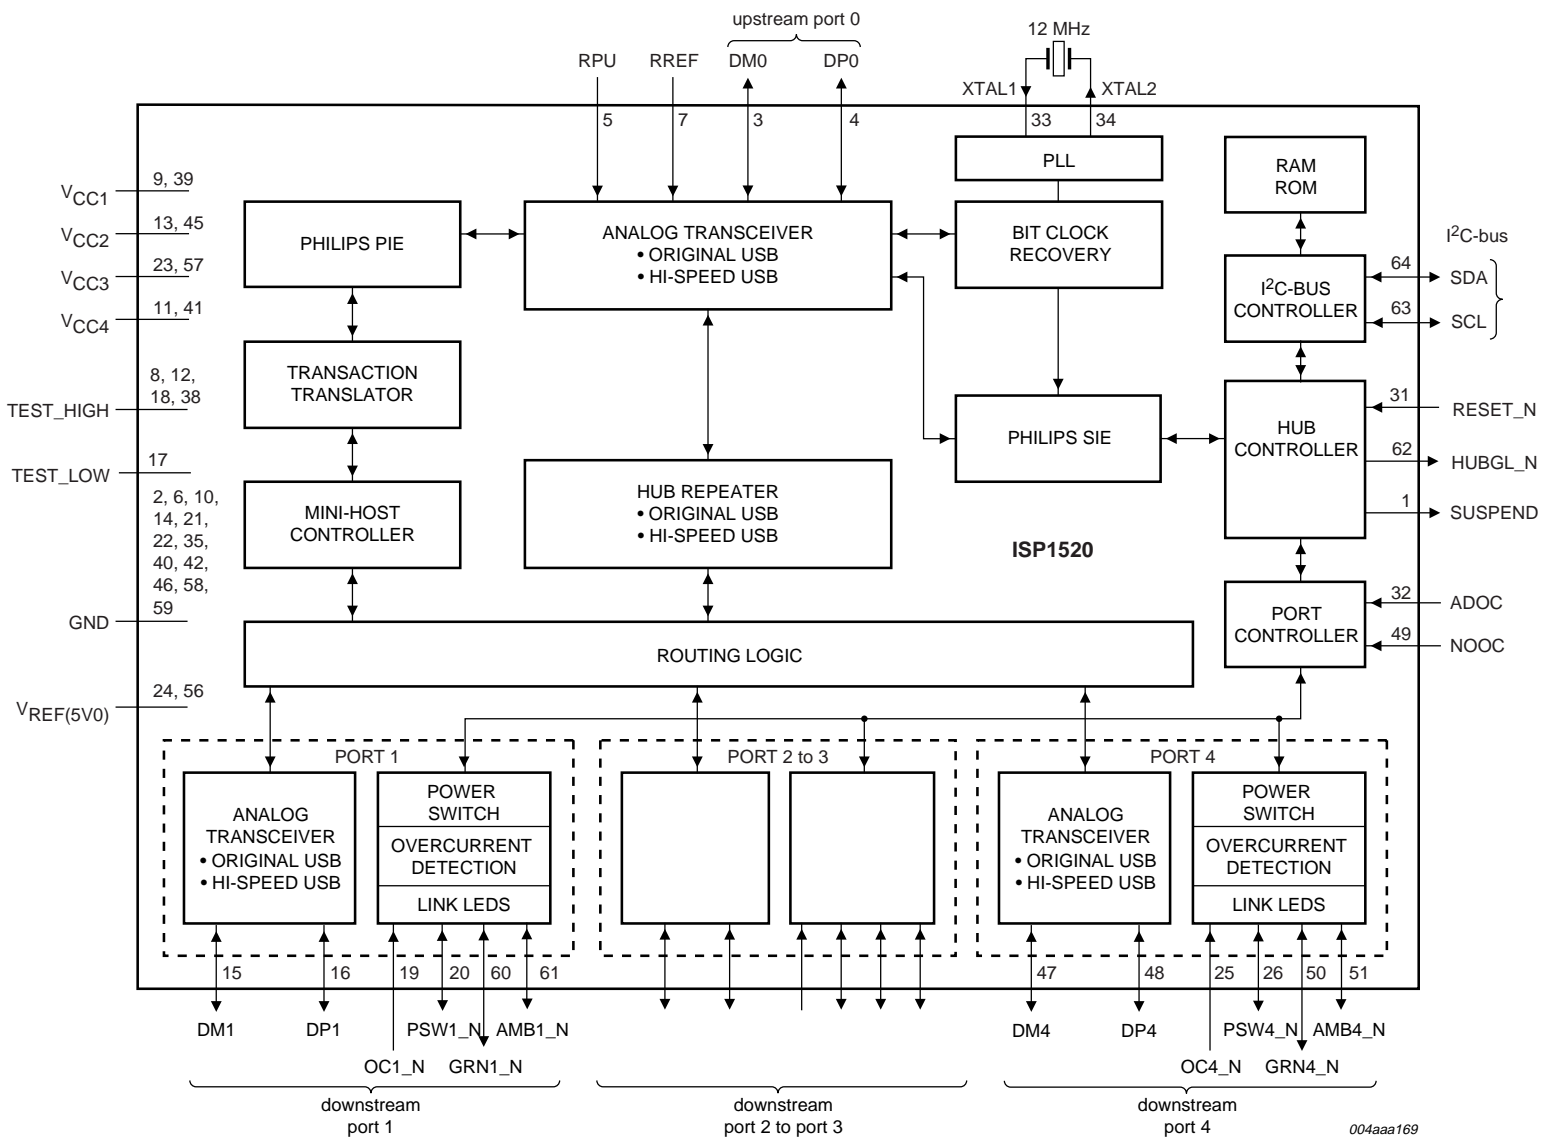 upstream port 0
12 MHz
RPU RREF DM0 DP0
XTAL1 XTAL2
5 7 3 4 33 34
PLL
RAM
ROM
VCC1 9, 39
VCC2 13, 45
VCC3 23, 57
VCC4 11, 41
PHILIPS PIE
ANALOG TRANSCEIVER
• ORIGINAL USB
• HI-SPEED USB
BIT CLOCK
RECOVERY
I2C-bus
I2C-BUS
CONTROLLER
64 SDA
63 SCL
TRANSACTION
TRANSLATOR
8, 12,
18, 38
TEST_HIGH
17
TEST_LOW
PHILIPS SIE
HUB
CONTROLLER
31 RESET_N
62 HUBGL_N
1 SUSPEND
2, 6, 10,
14, 21,
22, 35,
40, 42,
46, 58,
59
GND
MINI-HOST
CONTROLLER
HUB REPEATER
• ORIGINAL USB
• HI-SPEED USB
ISP1520
PORT
CONTROLLER
32 ADOC
49 NOOC
ROUTING LOGIC
24, 56
VREF(5V0)
PORT 1
ANALOG
TRANSCEIVER
• ORIGINAL USB
• HI-SPEED USB
POWER
SWITCH
OVERCURRENT
DETECTION
LINK LEDS
PORT 2 to 3
PORT 4
ANALOG
TRANSCEIVER
• ORIGINAL USB
• HI-SPEED USB
POWER
SWITCH
OVERCURRENT
DETECTION
LINK LEDS
15 16 19 20 60 61
47 48 25 26 50 51
DM1 DP1 PSW1_N AMB1_N
OC1_N GRN1_N
DM4 DP4 PSW4_N AMB4_N
OC4_N GRN4_N
downstream
port 1
downstream
port 2 to port 3
downstream
port 4
004aaa169